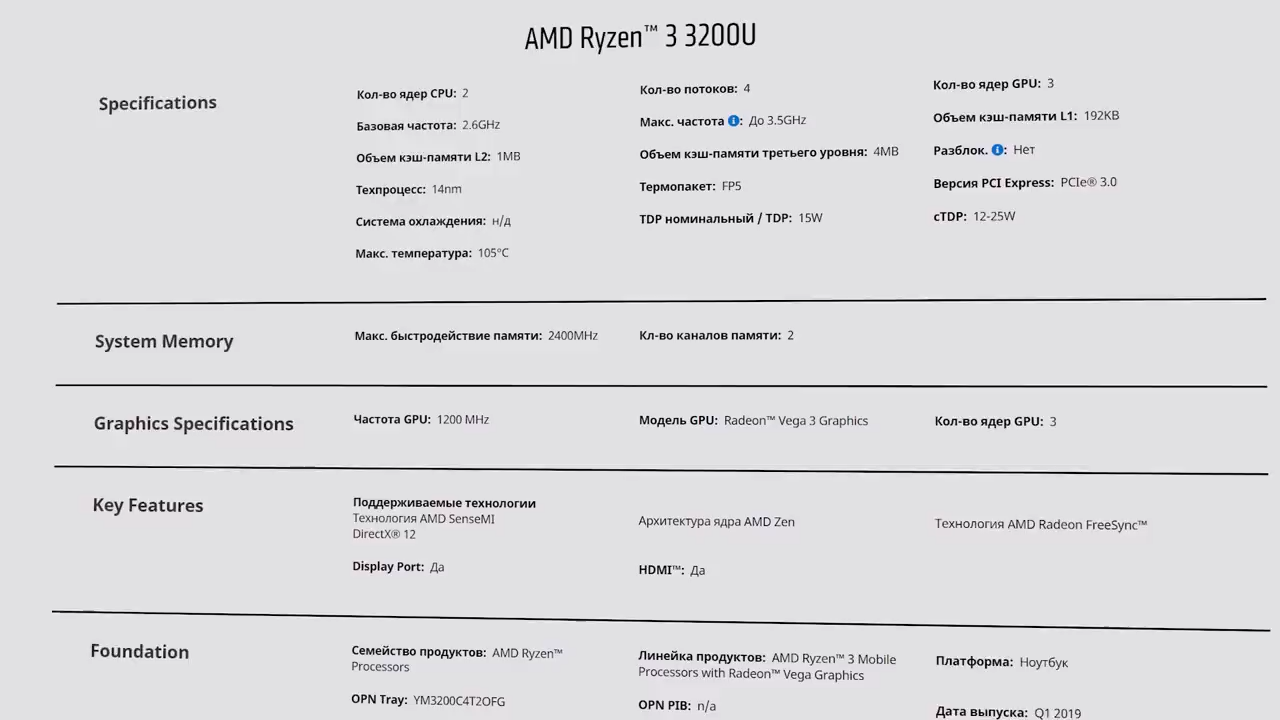 AMD Ryzen™ 3 3200U
Specifications
Кол-во ядер CPU: 2
Кол-во потоков: 4
Кол-во ядер GPU: 3
Базовая частота: 2.6GHz
Макс. частота i: До 3.5GHz
Объем кэш-памяти L1: 192KB
Объем кэш-памяти L2: 1MB
Объем кэш-памяти третьего уровня: 4MB
Разблок. i: Нет
Техпроцесс: 14nm
Термопакет: FP5
Версия PCI Express: PCIe® 3.0
Система охлаждения: н/д
TDP номинальный / TDP: 15W
cTDP: 12-25W
Макс. температура: 105°C
System Memory
Макс. быстродействие памяти: 2400MHz
Кл-во каналов памяти: 2
Graphics Specifications
Частота GPU: 1200 MHz
Модель GPU: Radeon™ Vega 3 Graphics
Кол-во ядер GPU: 3
Key Features
Поддерживаемые технологии
Технология AMD SenseMI
DirectX® 12
Архитектура ядра AMD Zen
Технология AMD Radeon FreeSync™
Display Port: Да
HDMI™: Да
Foundation
Семейство продуктов: AMD Ryzen™
Processors
Линейка продуктов: AMD Ryzen™ 3 Mobile
Processors with Radeon™ Vega Graphics
Платформа: Ноутбук
OPN Tray: YM3200C4T2OFG
OPN PIB: n/a
Дата выпуска: Q1 2019